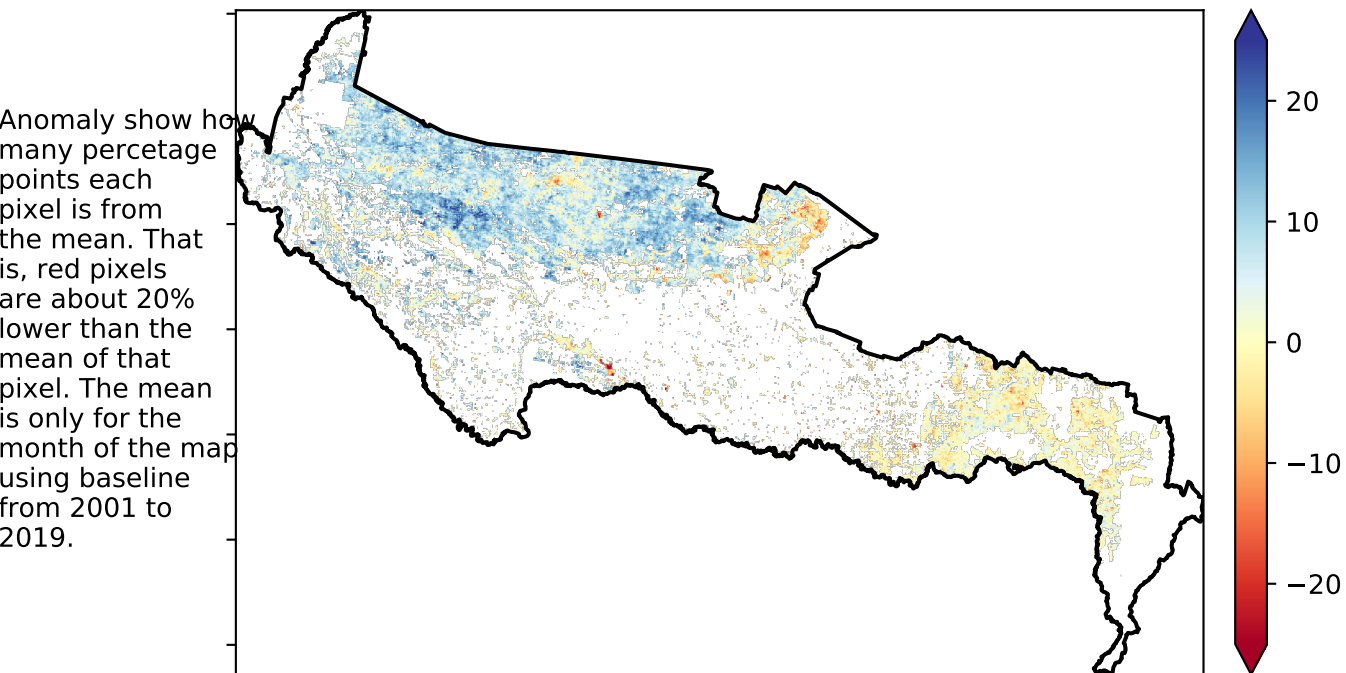 Anomaly show how
many percetage
points each
pixel is from
the mean. That
is, red pixels
are about 20%
lower than the
mean of that
pixel. The mean
is only for the
month of the map
using baseline
from 2001 to
2019.
20
10
0
−10
−20